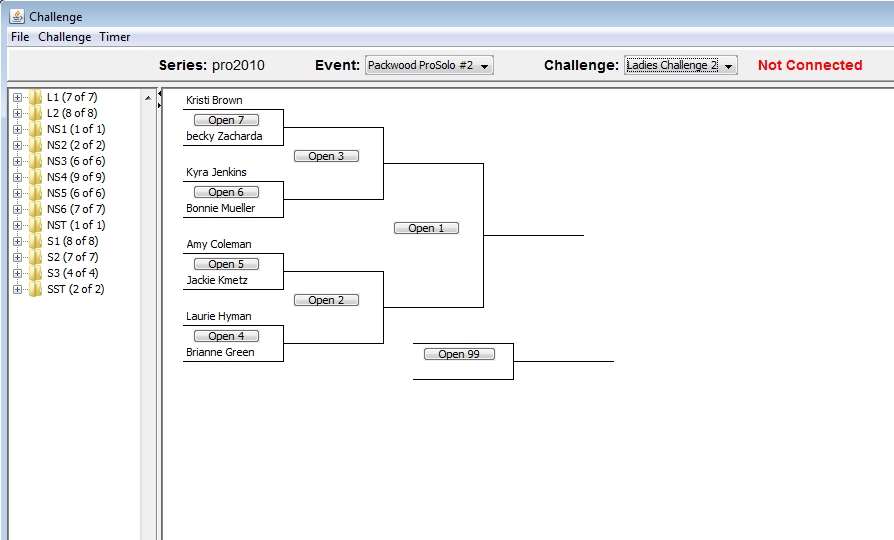 Challenge
File Challenge Timer
Series: pro2010 Event: Packwood ProSolo #2 Challenge: Ladies Challenge 2 Not Connected
L1 (7 of 7)
L2 (8 of 8)
NS1 (1 of 1)
NS2 (2 of 2)
NS3 (6 of 6)
NS4 (9 of 9)
NS5 (6 of 6)
NS6 (7 of 7)
NST (1 of 1)
S1 (8 of 8)
S2 (7 of 7)
S3 (4 of 4)
SST (2 of 2)
Kristi Brown
Open 7
becky Zacharda
Open 3
Kyra Jenkins
Open 6
Bonnie Mueller
Open 1
Amy Coleman
Open 5
Jackie Kmetz
Open 2
Laurie Hyman
Open 4
Brianne Green
Open 99